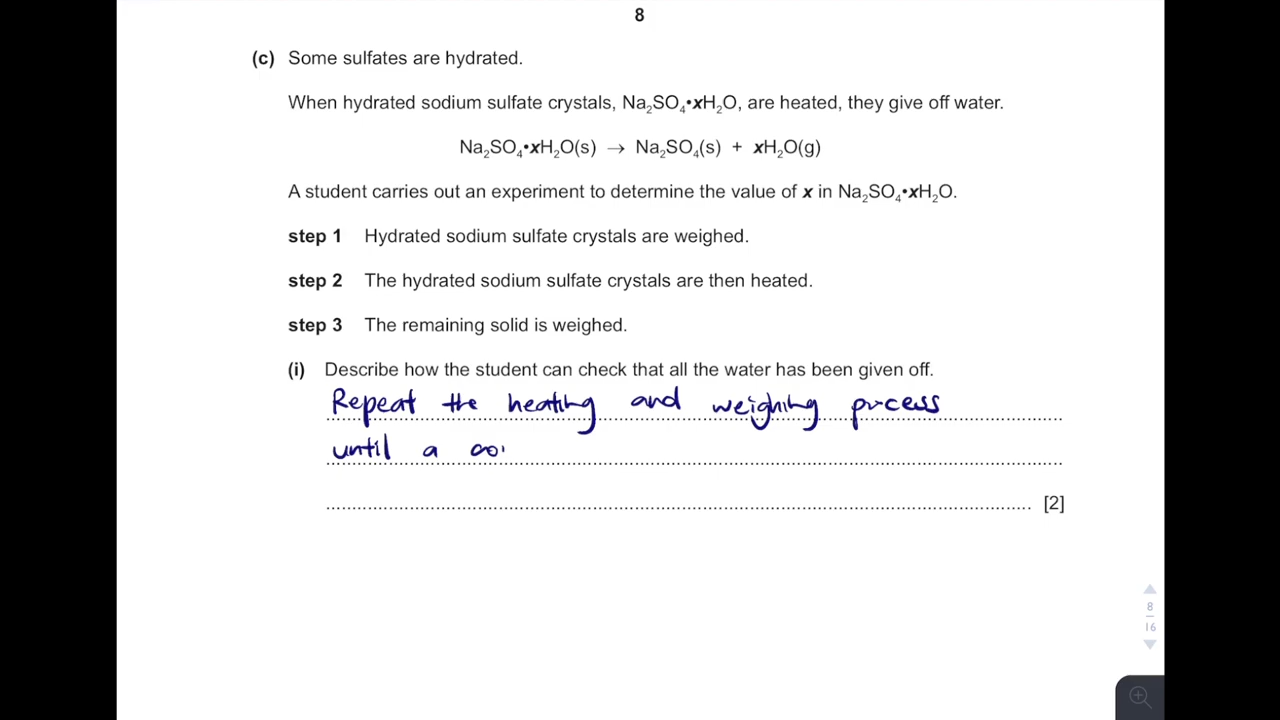 8
(c) Some sulfates are hydrated.
When hydrated sodium sulfate crystals, Na₂SO₄•xH₂O, are heated, they give off water.
Na₂SO₄•xH₂O(s) → Na₂SO₄(s) + xH₂O(g)
A student carries out an experiment to determine the value of x in Na₂SO₄•xH₂O.
step 1 Hydrated sodium sulfate crystals are weighed.
step 2 The hydrated sodium sulfate crystals are then heated.
step 3 The remaining solid is weighed.
(i) Describe how the student can check that all the water has been given off.
Repeat the heating and weighing process
until a
[2]
8
16